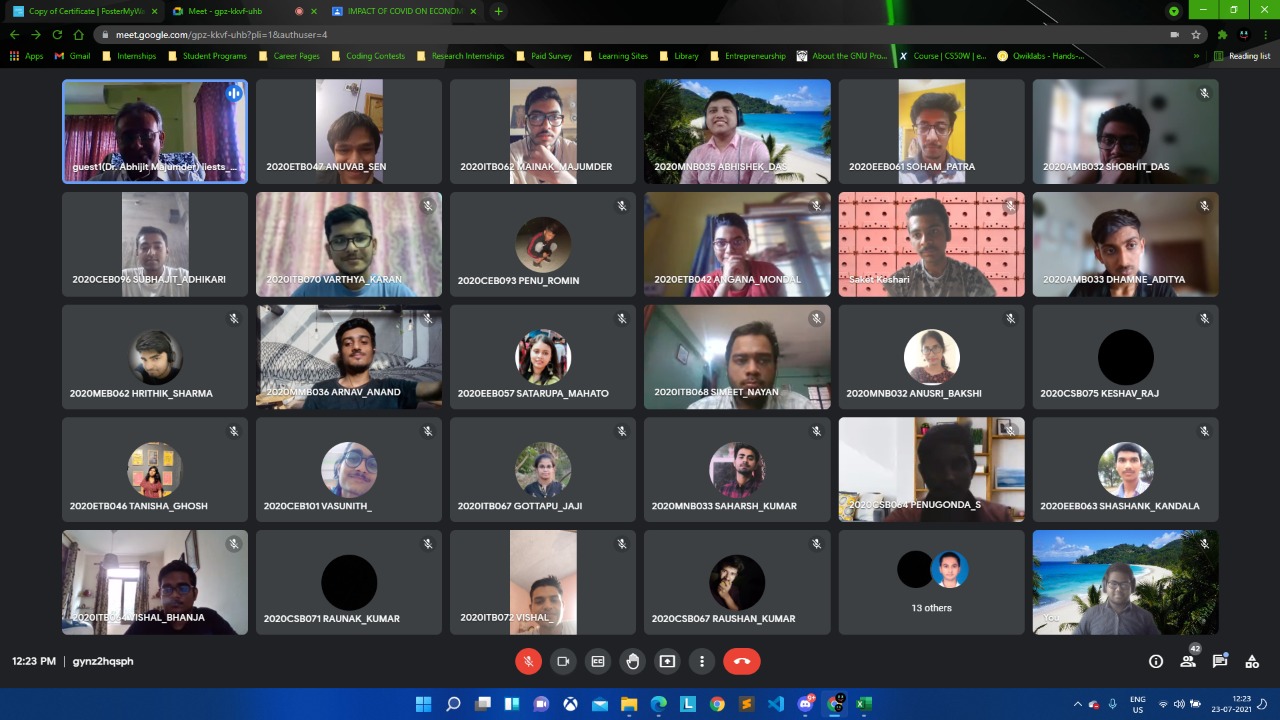 Copy of Certificate | PosterMyWa
Meet - gpz-kkvf-uhb
IMPACT OF COVID ON ECONOM
meet.google.com/gpz-kkvf-uhb?pli=1&authuser=4
Apps Gmail Internships Student Programs Career Pages Coding Contests Research Internships Paid Survey Learning Sites Library Entrepreneurship About the GNU Pro... Course | CS50W | e... Qwiklabs - Hands-... » Reading list
guest1(Dr. Abhijit Majumder) iiests_...
2020ETB047 ANUVAB_SEN
2020ITB062 MAINAK_MAJUMDER
2020MNB035 ABHISHEK_DAS
2020EEB061 SOHAM_PATRA
2020AMB032 SHOBHIT_DAS
2020CEB096 SUBHAJIT_ADHIKARI
2020ITB070 VARTHYA_KARAN
2020CEB093 PENU_ROMIN
2020ETB042 ANGANA_MONDAL
Saket Keshari
2020AMB033 DHAMNE_ADITYA
2020MEB062 HRITHIK_SHARMA
2020MMB036 ARNAV_ANAND
2020EEB057 SATARUPA_MAHATO
2020ITB068 SIMEET_NAYAN
2020MNB032 ANUSRI_BAKSHI
2020CSB075 KESHAV_RAJ
2020ETB046 TANISHA_GHOSH
2020CEB101 VASUNITH_
2020ITB067 GOTTAPU_JAJI
2020MNB033 SAHARSH_KUMAR
2020CSB064 PENUGONDA_S
2020EEB063 SHASHANK_KANDALA
VISHAL_BHANJA
2020CSB071 RAUNAK_KUMAR
2020ITB072 VISHAL_
2020CSB067 RAUSHAN_KUMAR
13 others
You
12:23 PM | gynz2hqsph
42
ENG
US
12:23
23-07-2021